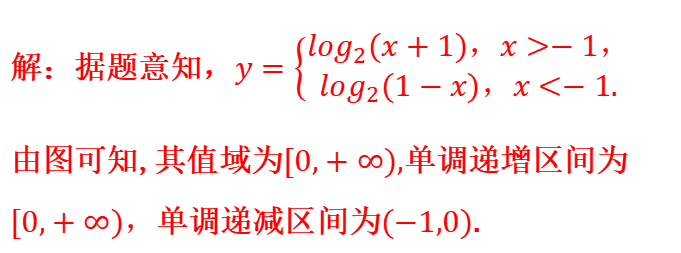 解：据题意知，y = {log₂(x + 1)，x >− 1，
log₂(1 − x)，x <− 1.
由图可知, 其值域为[0, + ∞),单调递增区间为
[0, + ∞)，单调递减区间为(−1,0).